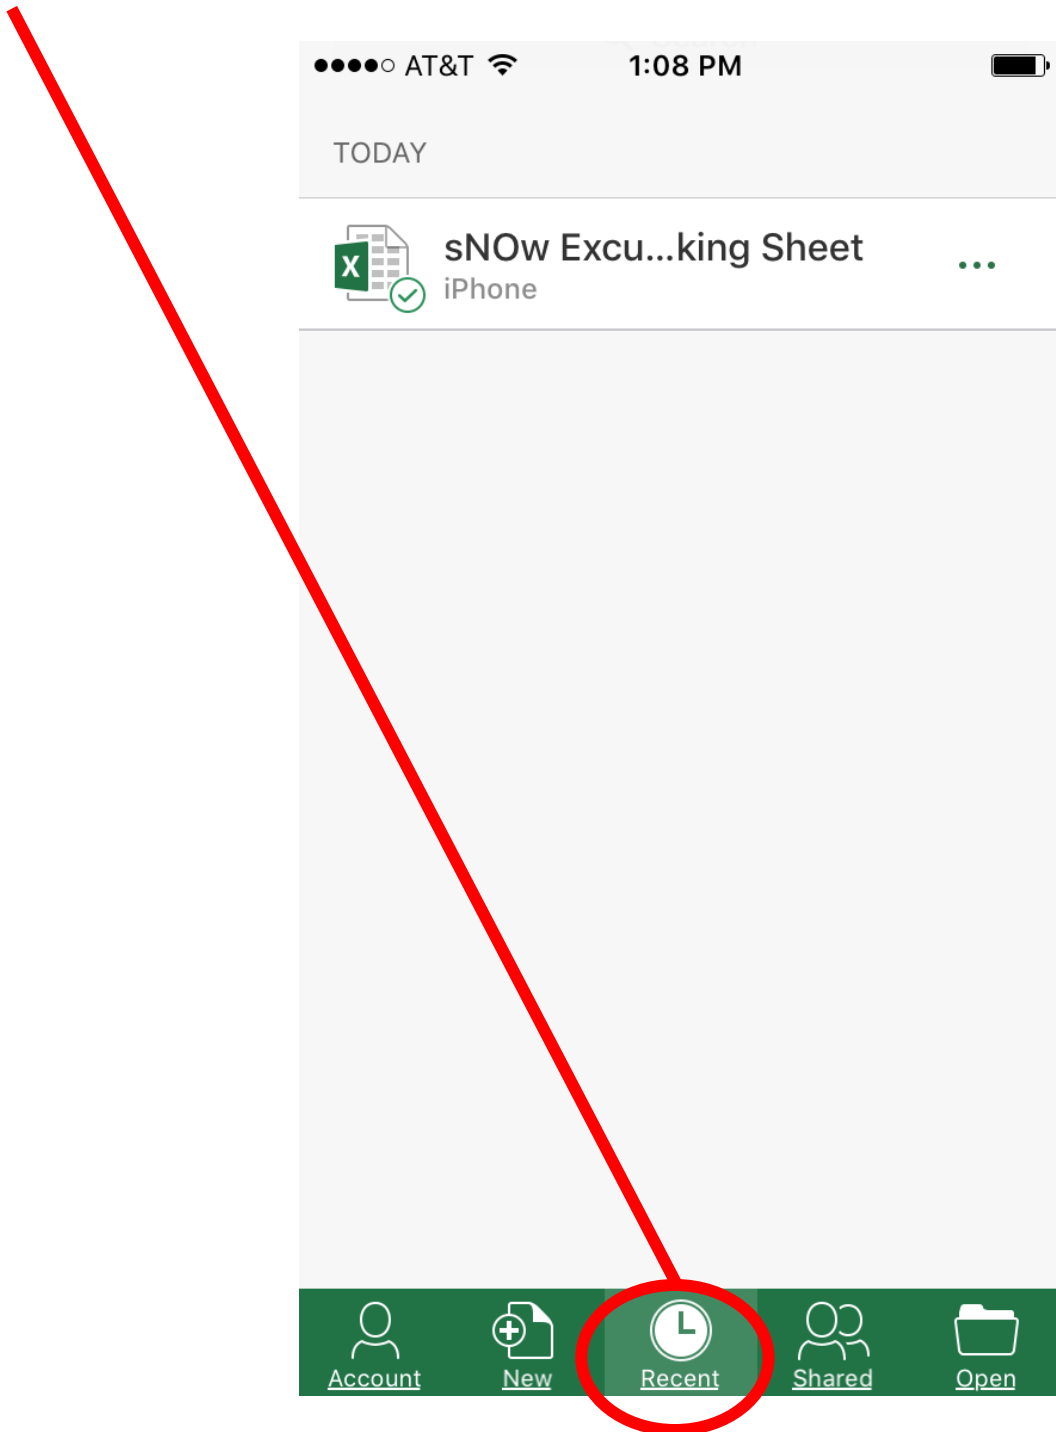 AT&T 1:08 PM
TODAY
sNOw Excu...king Sheet
iPhone
Account New Recent Shared Open